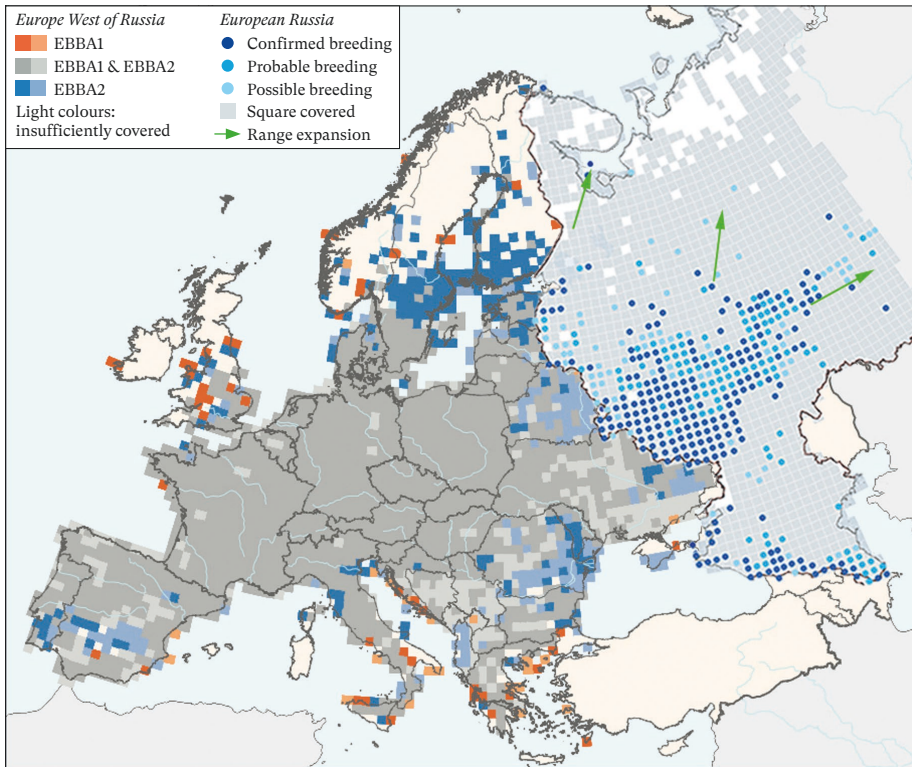 Europe West of Russia
EBBA1
EBBA1 & EBBA2
EBBA2
Light colours:
insufficiently covered
European Russia
Confirmed breeding
Probable breeding
Possible breeding
Square covered
Range expansion